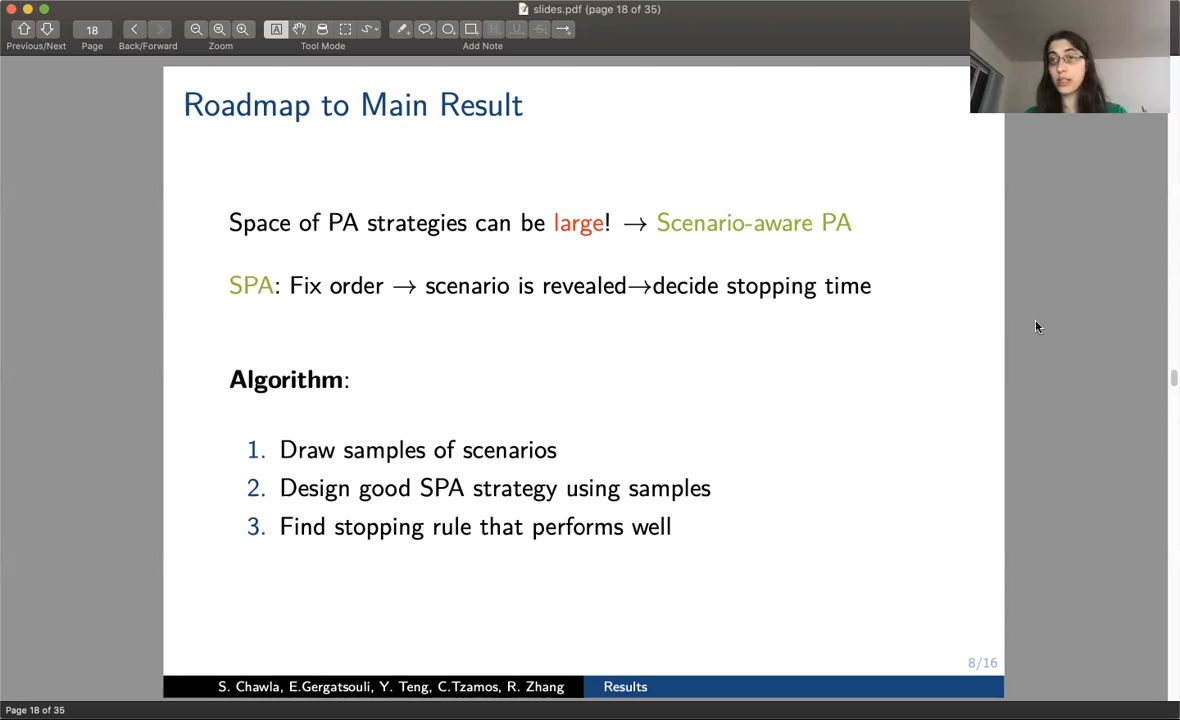 slides.pdf (page 18 of 35)
18
Previous/Next Page Back/Forward Zoom Tool Mode Add Note
Roadmap to Main Result
Space of PA strategies can be large! → Scenario-aware PA
SPA: Fix order → scenario is revealed→decide stopping time
Algorithm:
1. Draw samples of scenarios
2. Design good SPA strategy using samples
3. Find stopping rule that performs well
8/16
S. Chawla, E.Gergatsouli, Y. Teng, C.Tzamos, R. Zhang Results
Page 18 of 35